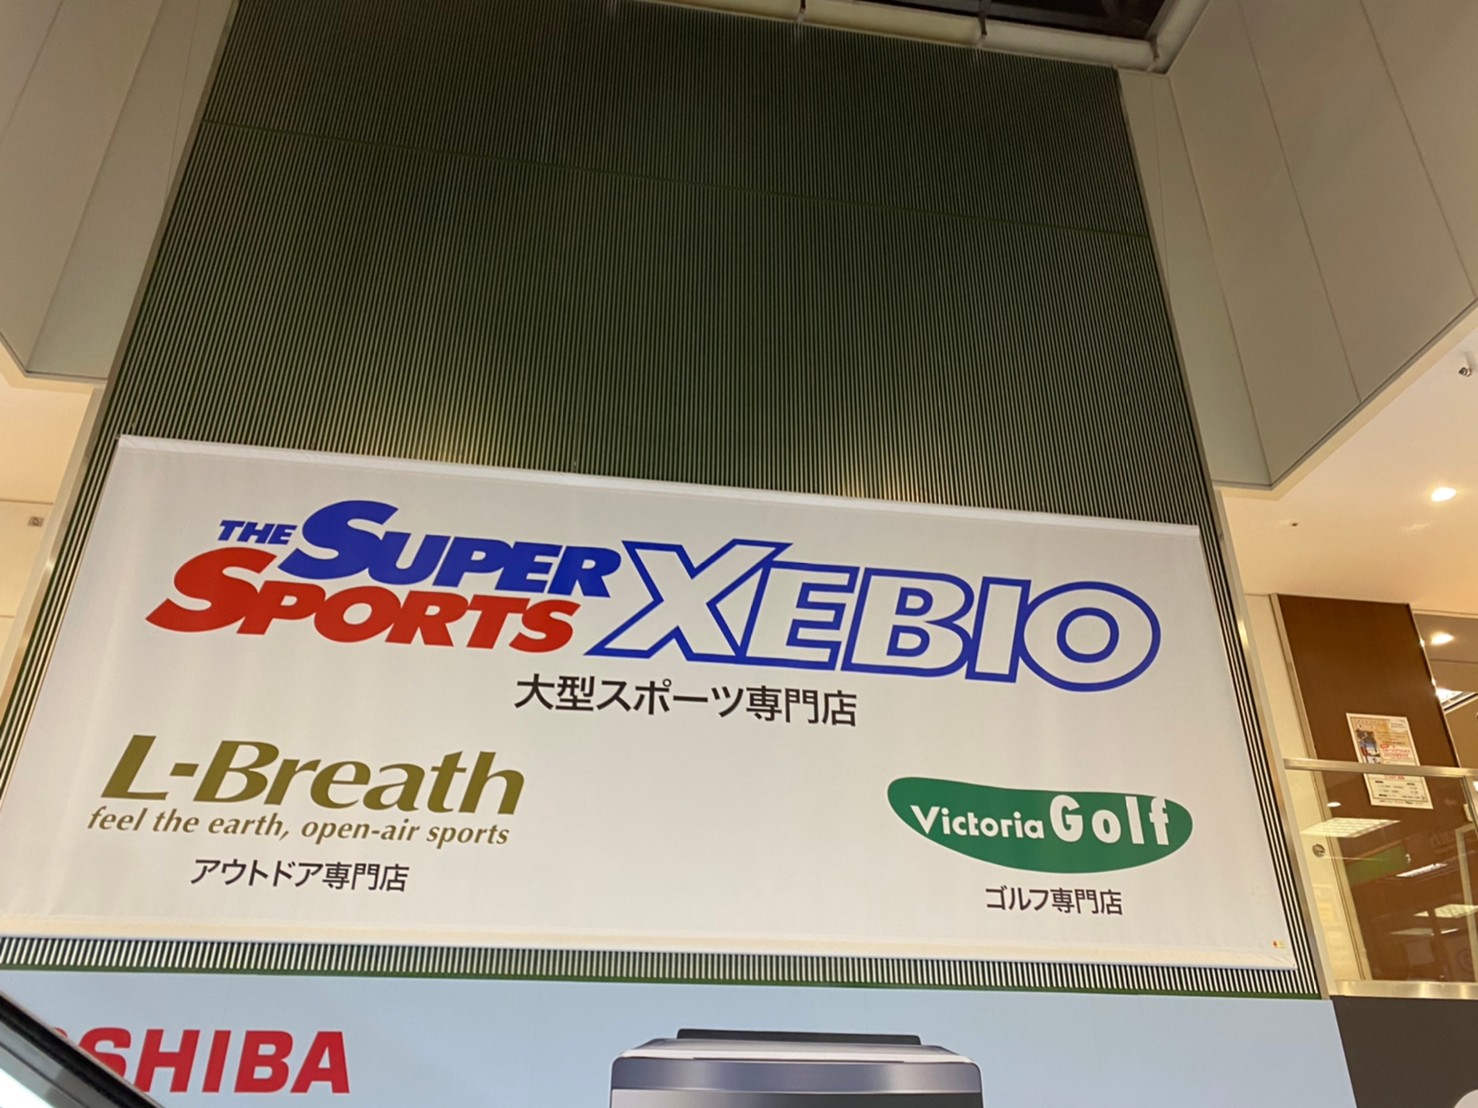 THE SUPER SPORTS XEBIO
大型スポーツ専門店
L-Breath
feel the earth, open-air sports
アウトドア専門店
Victoria Golf
ゴルフ専門店
SHIBA